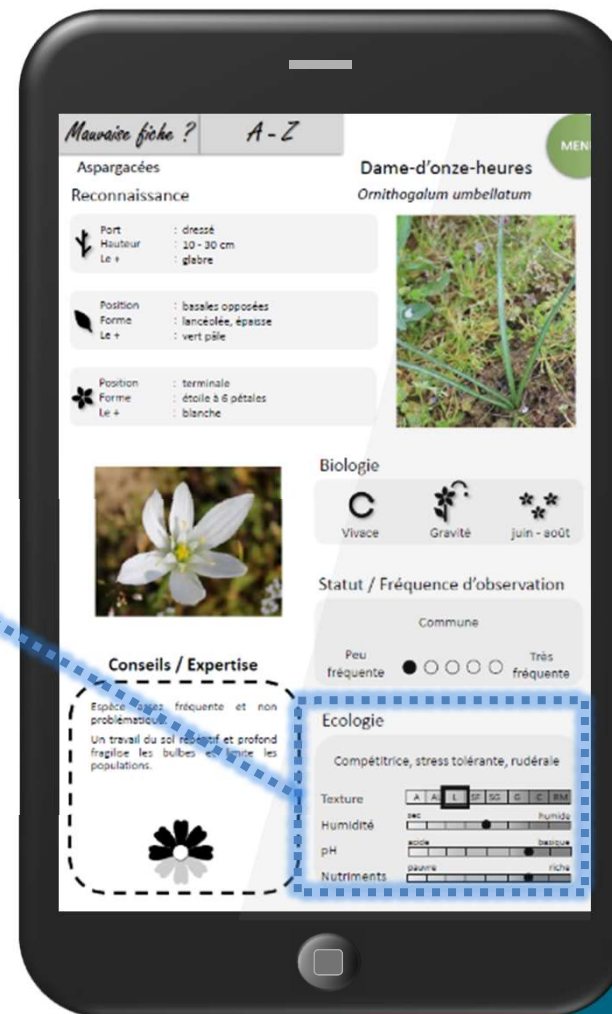 Mauvaise fiche ?
A - Z
MENU
Aspargacées
Dame-d'onze-heures
Reconnaissance
Ornithogalum umbellatum
Port : dressé
Hauteur : 10 - 30 cm
Le + : glabre
Position : basales opposées
Forme : lancéolée, épaisse
Le + : vert pâle
Position : terminale
Forme : étoile à 6 pétales
Le + : blanche
Biologie
Vivace
Gravité
juin - août
Statut / Fréquence d'observation
Commune
Peu fréquente
Très fréquente
Conseils / Expertise
Espèce assez fréquente et non
problématique.
Un travail du sol répétitif et profond
fragilise les bulbes et limite les
populations.
Ecologie
Compétitrice, stress tolérante, rudérale
Texture A AL L SF SG G C RM
sec humide
Humidité
acide basique
pH
pauvre riche
Nutriments